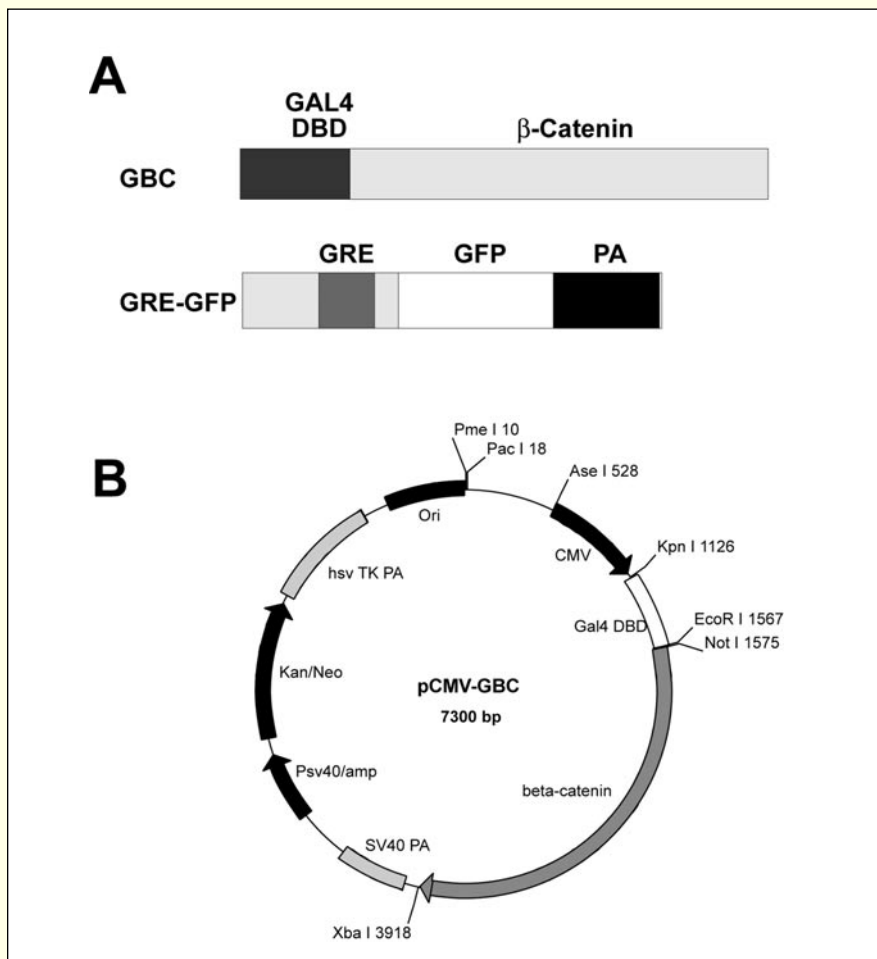 A
GAL4
DBD
β-Catenin
GBC
GRE GFP PA
GRE-GFP
B
Pme I 10
Pac I 18
Ase I 528
Ori
CMV
Kpn I 1126
hsv TK PA
Gal4 DBD
EcoR I 1567
Not I 1575
Kan/Neo
pCMV-GBC
7300 bp
Psv40/amp
beta-catenin
SV40 PA
Xba I 3918